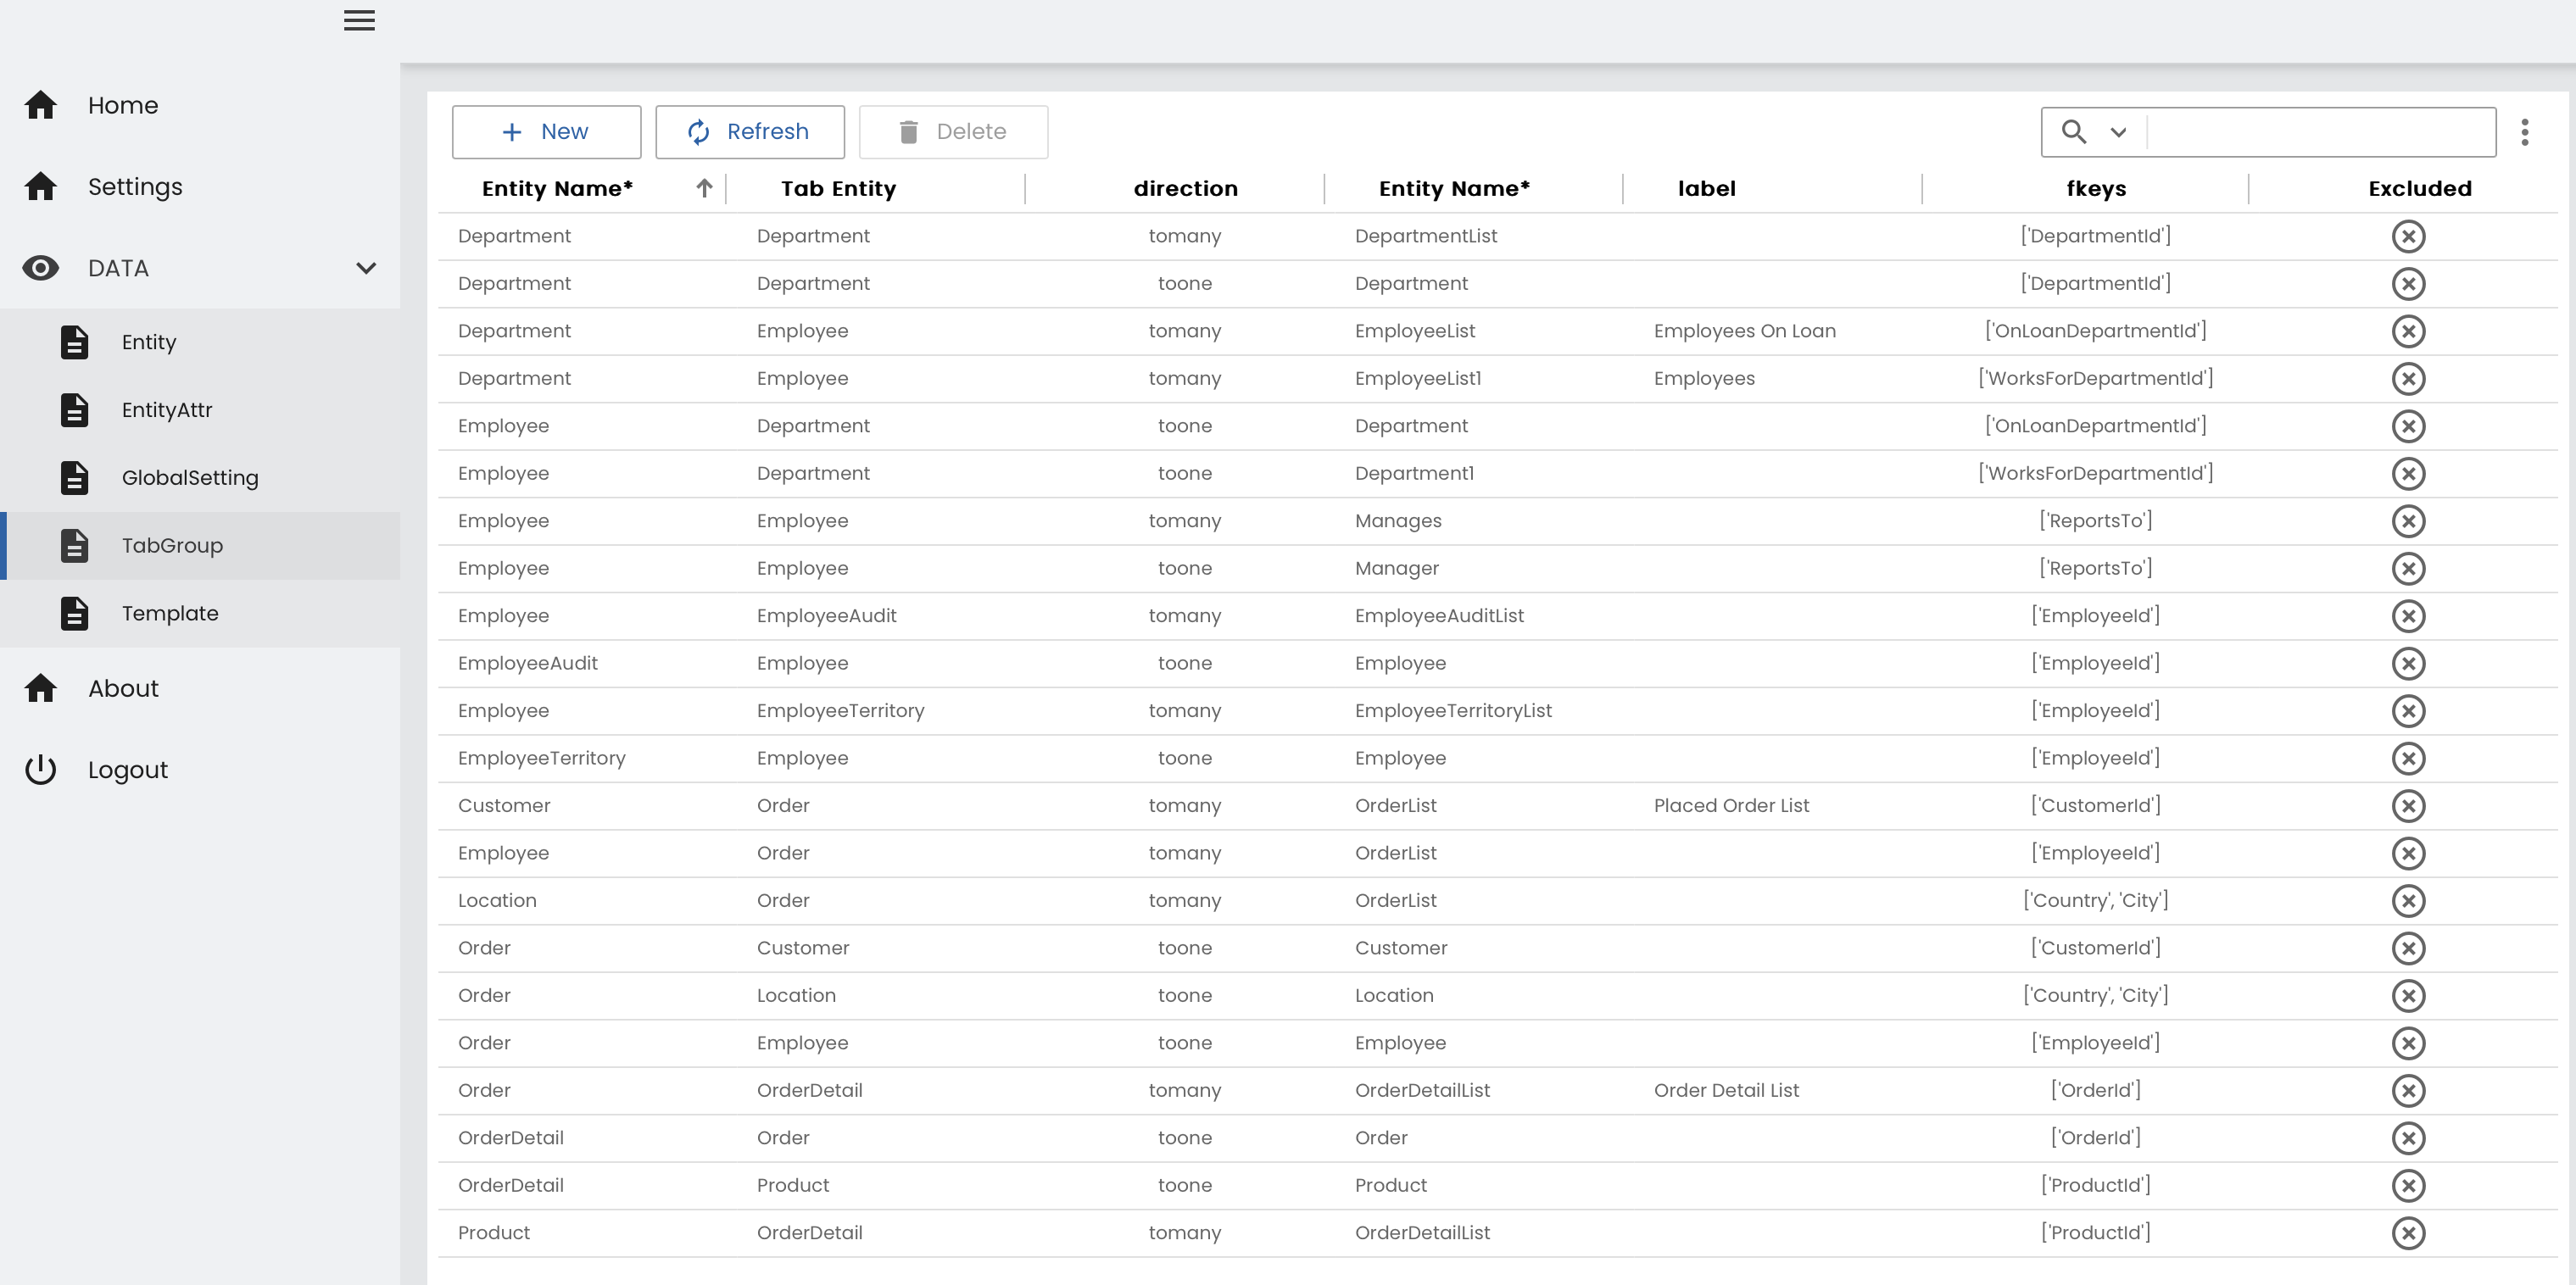 Home
Settings
DATA
Entity
EntityAttr
GlobalSetting
TabGroup
Template
About
Logout
New Refresh Delete
Entity Name* Tab Entity direction Entity Name* label fkeys Excluded
Department Department tomany DepartmentList ['DepartmentId']
Department Department toone Department ['DepartmentId']
Department Employee tomany EmployeeList Employees On Loan ['OnLoanDepartmentId']
Department Employee tomany EmployeeList1 Employees ['WorksForDepartmentId']
Employee Department toone Department ['OnLoanDepartmentId']
Employee Department toone Department1 ['WorksForDepartmentId']
Employee Employee tomany Manages ['ReportsTo']
Employee Employee toone Manager ['ReportsTo']
Employee EmployeeAudit tomany EmployeeAuditList ['EmployeeId']
EmployeeAudit Employee toone Employee ['EmployeeId']
Employee EmployeeTerritory tomany EmployeeTerritoryList ['EmployeeId']
EmployeeTerritory Employee toone Employee ['EmployeeId']
Customer Order tomany OrderList Placed Order List ['CustomerId']
Employee Order tomany OrderList ['EmployeeId']
Location Order tomany OrderList ['Country', 'City']
Order Customer toone Customer ['CustomerId']
Order Location toone Location ['Country', 'City']
Order Employee toone Employee ['EmployeeId']
Order OrderDetail tomany OrderDetailList Order Detail List ['OrderId']
OrderDetail Order toone Order ['OrderId']
OrderDetail Product toone Product ['ProductId']
Product OrderDetail tomany OrderDetailList ['ProductId']